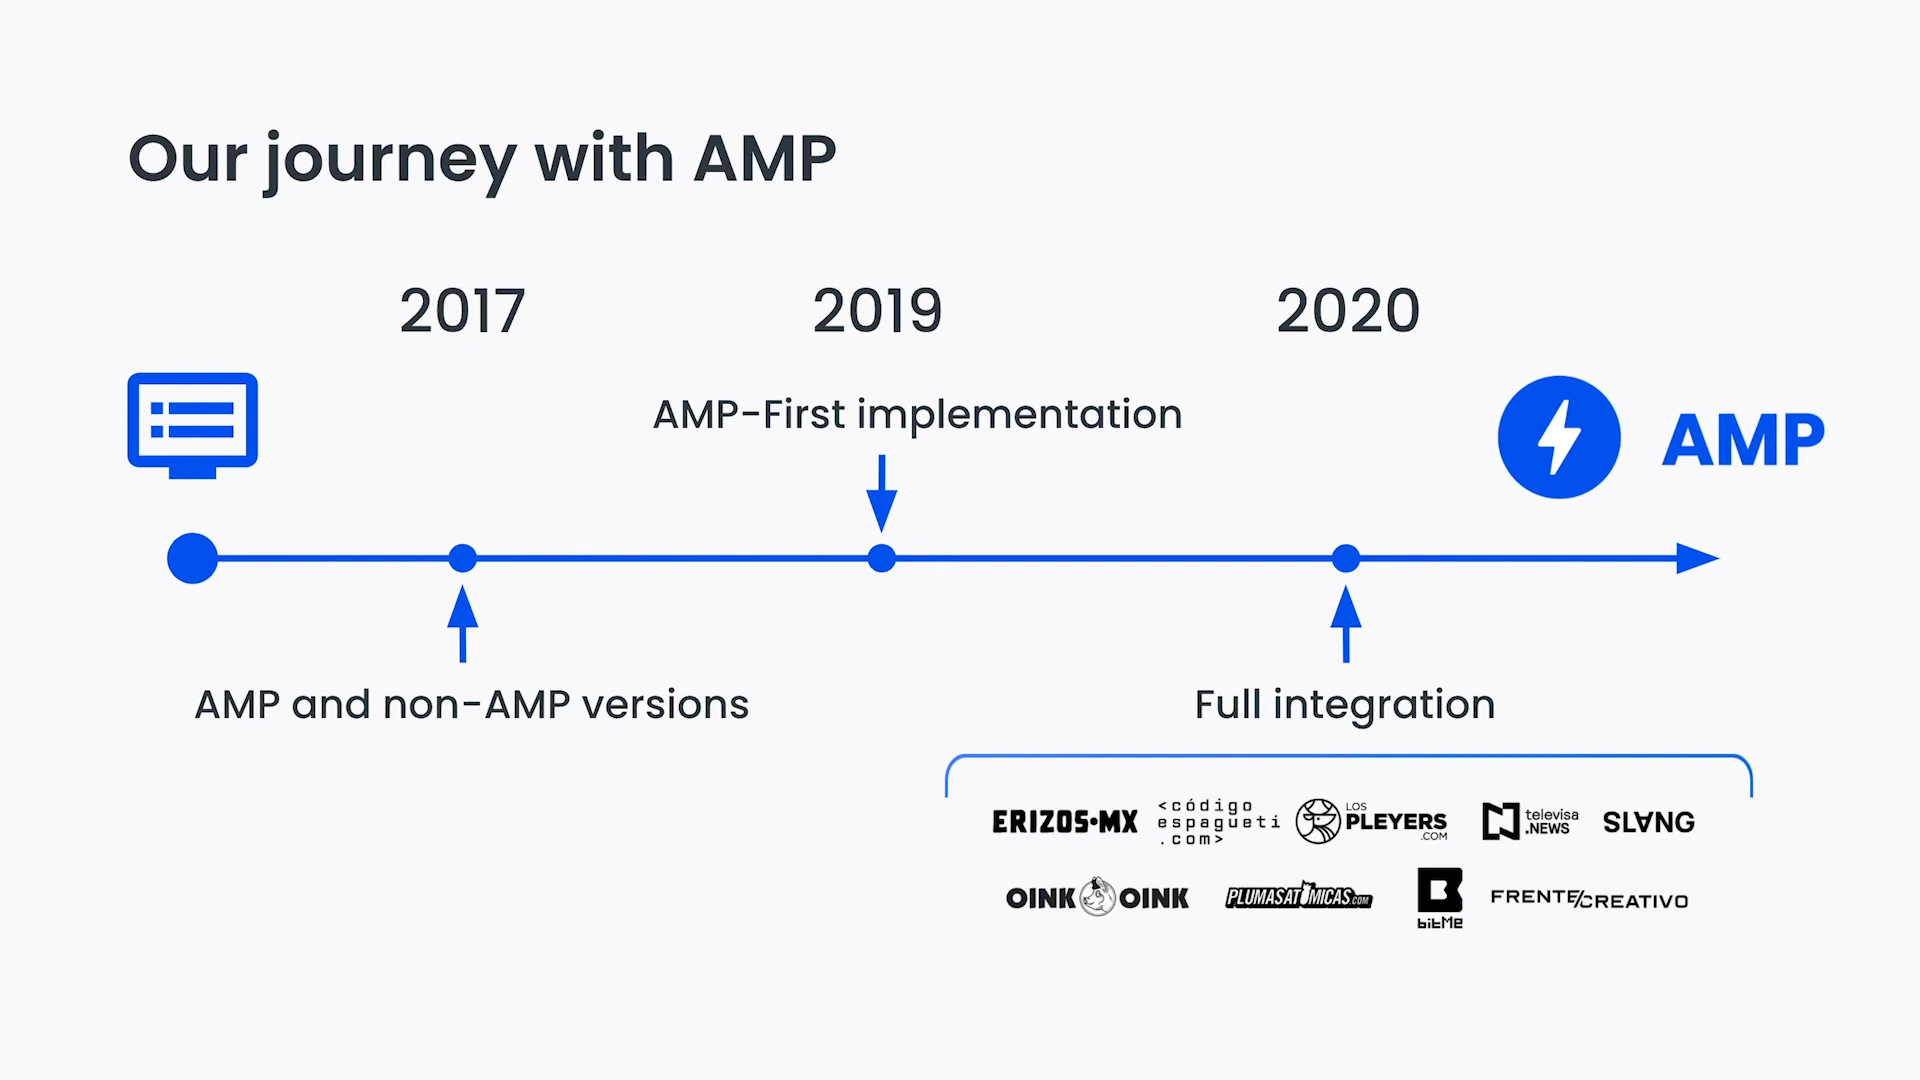 Our journey with AMP
2017
2019
2020
AMP-First implementation
AMP
AMP and non-AMP versions
Full integration
ERIZOS•MX
<código
espagueti
.com>
LOS
PLEYERS
.COM
televisa
.NEWS
SLANG
OINK OINK
PLUMASATOMICAS.COM
bitMe
FRENTE/CREATIVO